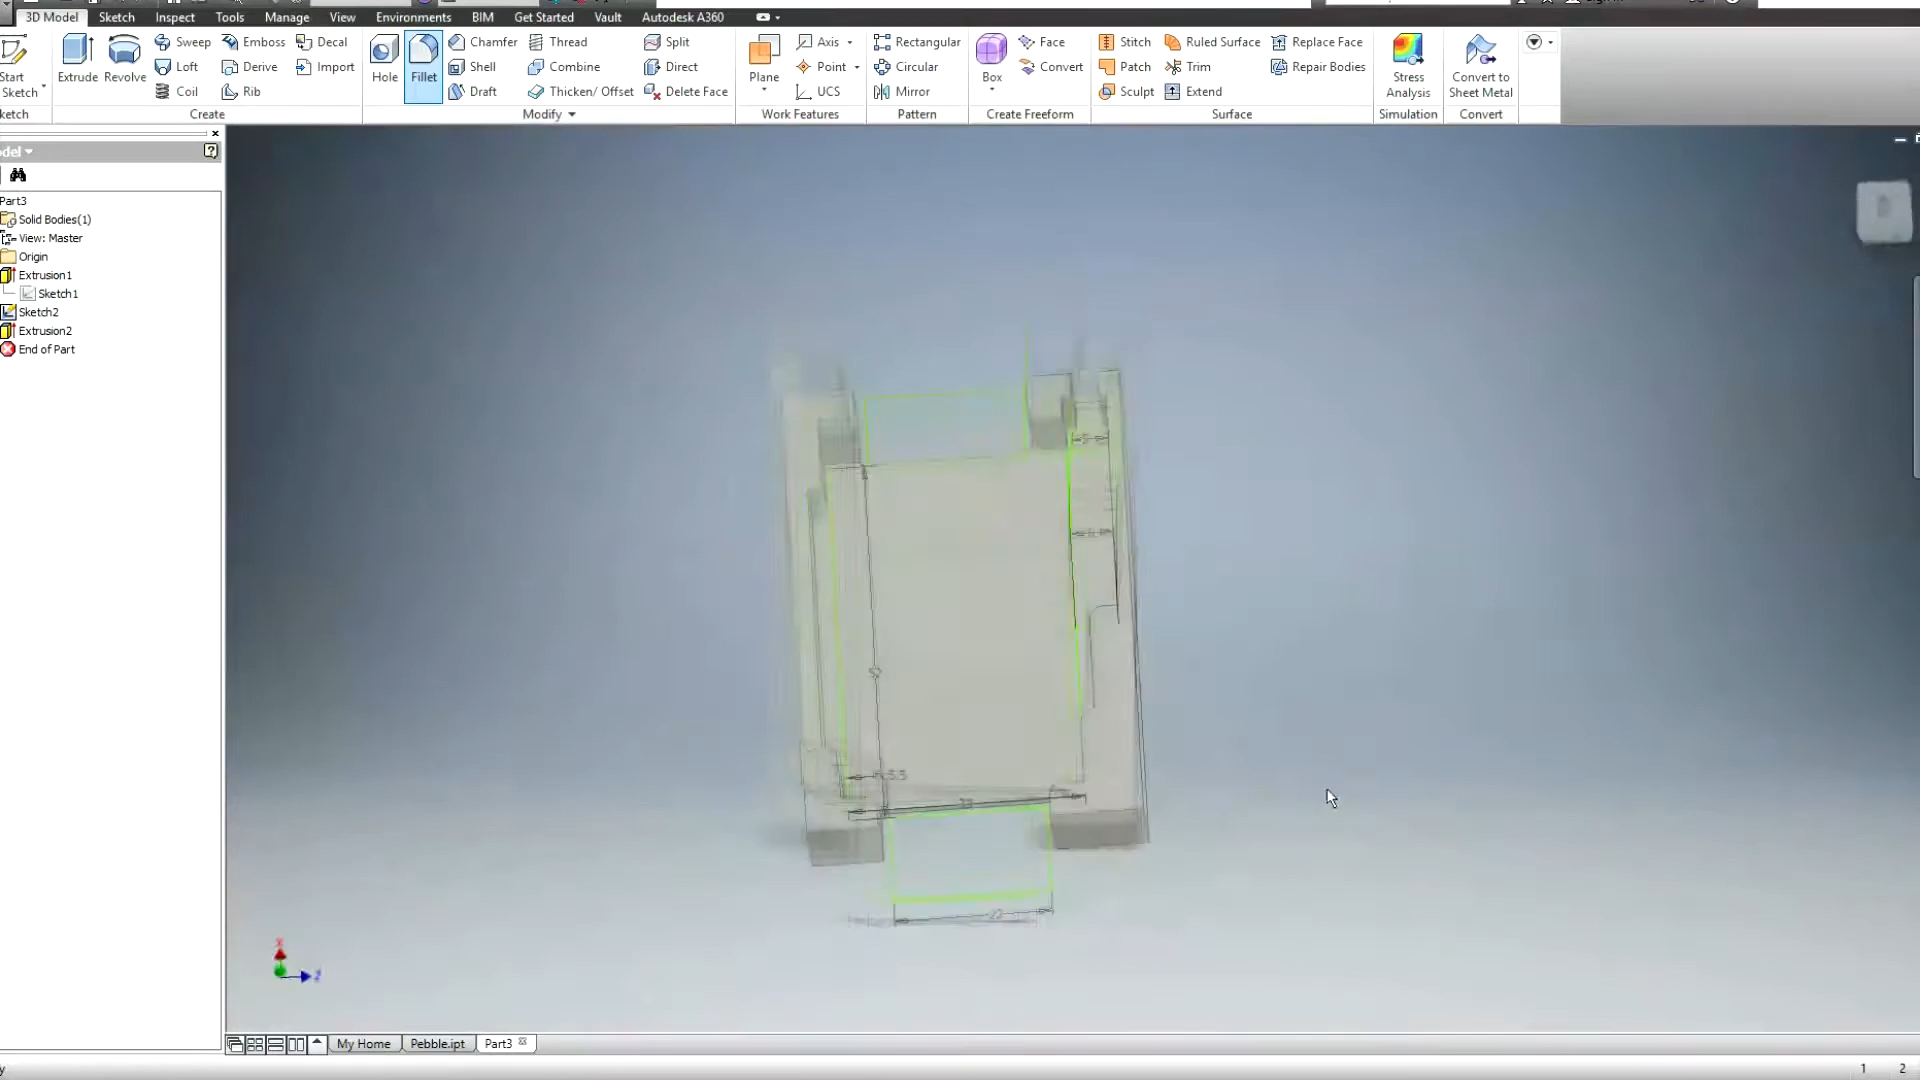 3D Model Sketch Inspect Tools Manage View Environments BIM Get Started Vault Autodesk A360
Start Sketch
Extrude Revolve Sweep Emboss Decal
Loft Derive Import
Coil Rib
Hole Fillet Chamfer Thread Split
Shell Combine Direct
Draft Thicken/ Offset Delete Face
Plane Axis
Point
UCS
Rectangular
Circular
Mirror
Box Face
Convert
Stitch Ruled Surface Replace Face
Patch Trim Repair Bodies
Sculpt Extend
Stress Analysis
Convert to Sheet Metal
ketch Create Modify Work Features Pattern Create Freeform Surface Simulation Convert
odel
Part3
Solid Bodies(1)
View: Master
Origin
Extrusion1
Sketch1
Sketch2
Extrusion2
End of Part
My Home Pebble.ipt Part3
y 1 2